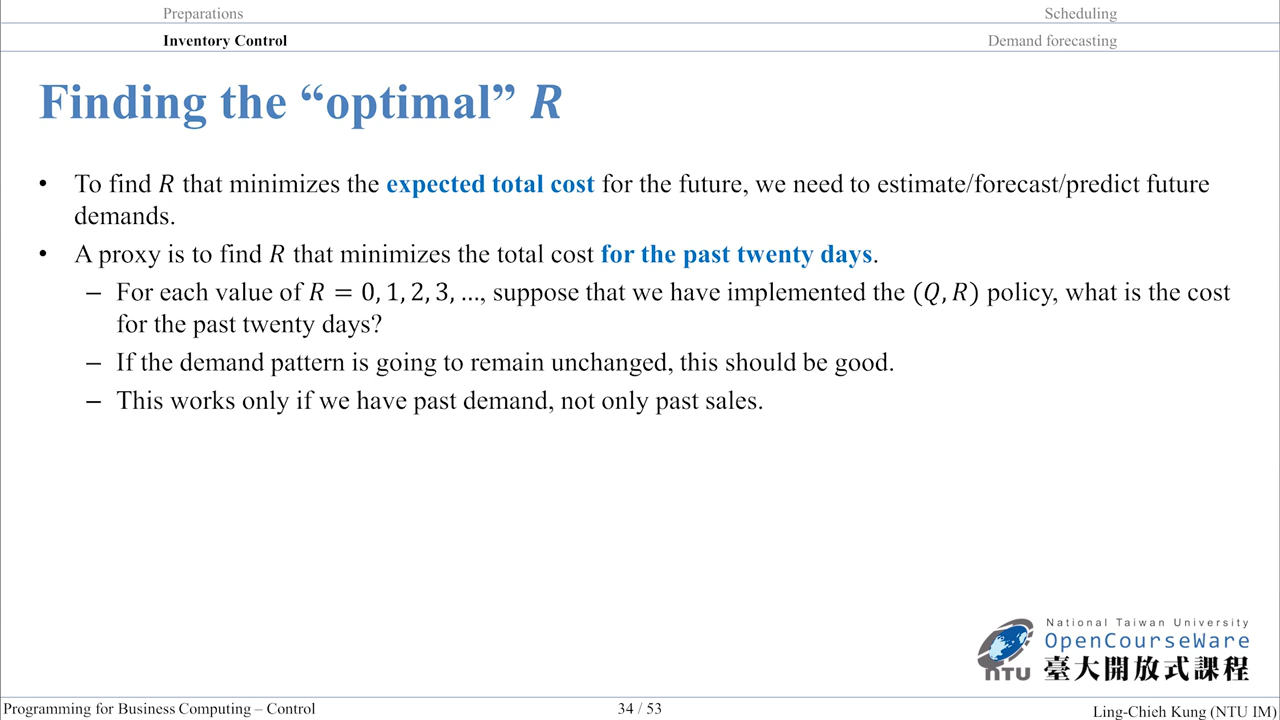 Preparations
Scheduling
Inventory Control
Demand forecasting
Finding the “optimal” R
• To find R that minimizes the expected total cost for the future, we need to estimate/forecast/predict future
demands.
• A proxy is to find R that minimizes the total cost for the past twenty days.
– For each value of R = 0, 1, 2, 3, …, suppose that we have implemented the (Q, R) policy, what is the cost
for the past twenty days?
– If the demand pattern is going to remain unchanged, this should be good.
– This works only if we have past demand, not only past sales.
National Taiwan University
OpenCourseWare
臺大開放式課程
NTU
Programming for Business Computing – Control
34 / 53
Ling-Chieh Kung (NTU IM)